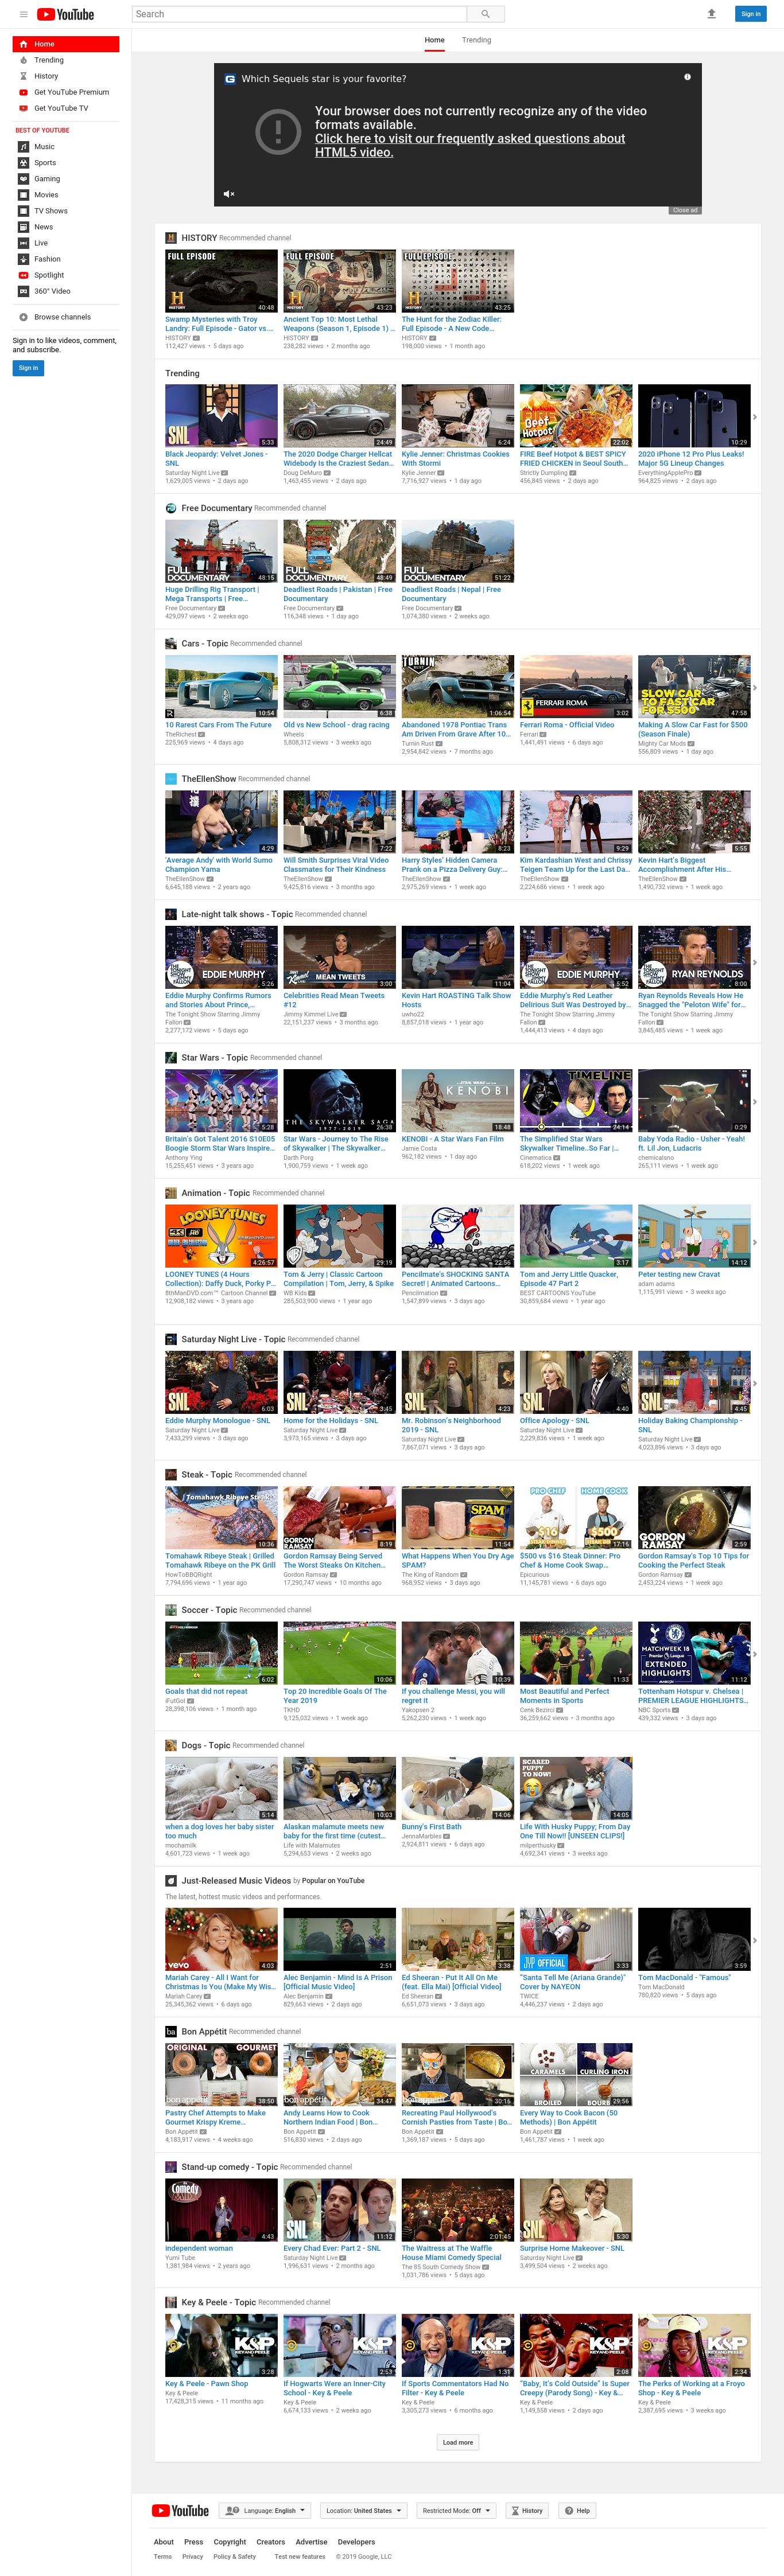 YouTube
Search
Sign in
Home
Trending
History
Get YouTube Premium
Get YouTube TV
BEST OF YOUTUBE
Music
Sports
Gaming
Movies
TV Shows
News
Live
Fashion
Spotlight
360° Video
Browse channels
Sign in to like videos, comment,
and subscribe.
Sign in
Home Trending
Which Sequels star is your favorite?
Your browser does not currently recognize any of the video
formats available.
Click here to visit our frequently asked questions about
HTML5 video.
Close ad
HISTORY Recommended channel
FULL EPISODE HISTORY 40:48
Swamp Mysteries with Troy
Landry: Full Episode - Gator vs....
HISTORY
112,427 views • 5 days ago
FULL EPISODE HISTORY 43:23
Ancient Top 10: Most Lethal
Weapons (Season 1, Episode 1) ...
HISTORY
238,282 views • 2 months ago
FULL EPISODE HISTORY 43:25
The Hunt for the Zodiac Killer:
Full Episode - A New Code...
HISTORY
198,000 views • 1 month ago
Trending
SNL 5:33
Black Jeopardy: Velvet Jones -
SNL
Saturday Night Live
1,629,005 views • 2 days ago
24:49
The 2020 Dodge Charger Hellcat
Widebody Is the Craziest Sedan...
Doug DeMuro
1,463,455 views • 2 days ago
6:24
Kylie Jenner: Christmas Cookies
With Stormi
Kylie Jenner
7,716,927 views • 1 day ago
FIRE Beef Hotpot 22:02
FIRE Beef Hotpot & BEST SPICY
FRIED CHICKEN in Seoul South...
Strictly Dumpling
456,845 views • 2 days ago
10:29
2020 iPhone 12 Pro Plus Leaks!
Major 5G Lineup Changes
EverythingApplePro
964,825 views • 2 days ago
Free Documentary Recommended channel
FULL DOCUMENTARY 48:15
Huge Drilling Rig Transport |
Mega Transports | Free...
Free Documentary
429,097 views • 2 weeks ago
FULL DOCUMENTARY 48:49
Deadliest Roads | Pakistan | Free
Documentary
Free Documentary
116,348 views • 1 day ago
FULL DOCUMENTARY 51:22
Deadliest Roads | Nepal | Free
Documentary
Free Documentary
1,074,380 views • 2 weeks ago
Cars - Topic Recommended channel
10:54
10 Rarest Cars From The Future
TheRichest
225,969 views • 4 days ago
6:38
Old vs New School - drag racing
Wheels
5,808,312 views • 3 weeks ago
TURNIN 1:06:54
Abandoned 1978 Pontiac Trans
Am Driven From Grave After 10...
Turnin Rust
2,954,842 views • 7 months ago
FERRARI ROMA 3:02
Ferrari Roma - Official Video
Ferrari
1,441,491 views • 6 days ago
SLOW CAR TO FAST CAR FOR $500 47:58
Making A Slow Car Fast for $500
(Season Finale)
Mighty Car Mods
556,809 views • 1 day ago
TheEllenShow Recommended channel
4:29
'Average Andy' with World Sumo
Champion Yama
TheEllenShow
6,645,188 views • 2 years ago
7:22
Will Smith Surprises Viral Video
Classmates for Their Kindness
TheEllenShow
9,425,816 views • 3 months ago
8:23
Harry Styles' Hidden Camera
Prank on a Pizza Delivery Guy:...
TheEllenShow
2,975,269 views • 1 week ago
9:29
Kim Kardashian West and Chrissy
Teigen Team Up for the Last Da...
TheEllenShow
2,224,686 views • 1 week ago
5:55
Kevin Hart's Biggest
Accomplishment After His...
TheEllenShow
1,490,732 views • 1 week ago
Late-night talk shows - Topic Recommended channel
EDDIE MURPHY 5:26
Eddie Murphy Confirms Rumors
and Stories About Prince,...
The Tonight Show Starring Jimmy
Fallon
2,277,172 views • 5 days ago
MEAN TWEETS 3:00
Celebrities Read Mean Tweets
#12
Jimmy Kimmel Live
22,151,237 views • 3 months ago
11:04
Kevin Hart ROASTING Talk Show
Hosts
uwho22
8,857,018 views • 1 year ago
EDDIE MURPHY 5:52
Eddie Murphy's Red Leather
Delirious Suit Was Destroyed by...
The Tonight Show Starring Jimmy
Fallon
1,444,413 views • 4 days ago
RYAN REYNOLDS 8:00
Ryan Reynolds Reveals How He
Snagged the "Peloton Wife" for...
The Tonight Show Starring Jimmy
Fallon
3,845,485 views • 1 week ago
Star Wars - Topic Recommended channel
5:28
Britain's Got Talent 2016 S10E05
Boogie Storm Star Wars Inspire...
Anthony Ying
15,255,451 views • 3 years ago
THE SKYWALKER SAGA 1977-2019 26:38
Star Wars - Journey to The Rise
of Skywalker | The Skywalker...
Darth Porg
1,900,759 views • 1 week ago
KENOBI 18:48
KENOBI - A Star Wars Fan Film
Jamie Costa
962,182 views • 1 day ago
TIMELINE 24:14
The Simplified Star Wars
Skywalker Timeline..So Far |...
Cinematica
618,202 views • 1 week ago
0:29
Baby Yoda Radio - Usher - Yeah!
ft. Lil Jon, Ludacris
chemicalsno
265,111 views • 1 week ago
Animation - Topic Recommended channel
LOONEY TUNES 4:26:57
LOONEY TUNES (4 Hours
Collection): Daffy Duck, Porky P...
8thManDVD.com™ Cartoon Channel
12,908,182 views • 3 years ago
29:19
Tom & Jerry | Classic Cartoon
Compilation | Tom, Jerry, & Spike
WB Kids
285,503,900 views • 1 year ago
22:56
Pencilmate's SHOCKING SANTA
Secret! | Animated Cartoons...
Pencilmation
1,547,899 views • 3 days ago
3:17
Tom and Jerry Little Quacker,
Episode 47 Part 2
BEST CARTOONS YouTube
30,859,684 views • 1 year ago
14:12
Peter testing new Cravat
adam adams
1,115,991 views • 3 weeks ago
Saturday Night Live - Topic Recommended channel
SNL 6:03
Eddie Murphy Monologue - SNL
Saturday Night Live
7,433,299 views • 3 days ago
SNL 3:45
Home for the Holidays - SNL
Saturday Night Live
3,973,165 views • 3 days ago
SNL 4:23
Mr. Robinson's Neighborhood
2019 - SNL
Saturday Night Live
7,867,071 views • 3 days ago
SNL 4:40
Office Apology - SNL
Saturday Night Live
2,229,836 views • 1 week ago
SNL 4:45
Holiday Baking Championship -
SNL
Saturday Night Live
4,023,896 views • 3 days ago
Steak - Topic Recommended channel
Tomahawk Ribeye Steak 10:36
Tomahawk Ribeye Steak | Grilled
Tomahawk Ribeye on the PK Grill
HowToBBQRight
7,794,696 views • 1 year ago
GORDON RAMSAY 8:19
Gordon Ramsay Being Served
The Worst Steaks On Kitchen...
Gordon Ramsay
17,290,747 views • 10 months ago
SPAM 11:54
What Happens When You Dry Age
SPAM?
The King of Random
968,952 views • 3 days ago
PRO CHEF HOME COOK $16 $500 17:16
$500 vs $16 Steak Dinner: Pro
Chef & Home Cook Swap...
Epicurious
11,145,781 views • 6 days ago
GORDON RAMSAY 2:59
Gordon Ramsay's Top 10 Tips for
Cooking the Perfect Steak
Gordon Ramsay
2,453,224 views • 1 week ago
Soccer - Topic Recommended channel
6:02
Goals that did not repeat
iFutGol
28,398,106 views • 1 month ago
10:06
Top 20 Incredible Goals Of The
Year 2019
TKHD
9,125,032 views • 1 week ago
10:39
If you challenge Messi, you will
regret it
Yakopsen 2
5,262,230 views • 1 week ago
11:33
Most Beautiful and Perfect
Moments in Sports
Cenk Bezirci
36,259,662 views • 3 months ago
MATCHWEEK 18 Premier League EXTENDED HIGHLIGHTS 11:12
Tottenham Hotspur v. Chelsea |
PREMIER LEAGUE HIGHLIGHTS...
NBC Sports
439,332 views • 3 days ago
Dogs - Topic Recommended channel
5:14
when a dog loves her baby sister
too much
mochamilk
4,601,723 views • 1 week ago
10:03
Alaskan malamute meets new
baby for the first time (cutest...
Life with Malamutes
5,294,653 views • 2 weeks ago
14:06
Bunny's First Bath
JennaMarbles
2,924,811 views • 6 days ago
SCARED PUPPY TO NOW! 14:05
Life With Husky Puppy; From Day
One Till Now!! [UNSEEN CLIPS!]
milperthusky
4,692,341 views • 3 weeks ago
Just-Released Music Videos by Popular on YouTube
The latest, hottest music videos and performances.
vevo 4:03
Mariah Carey - All I Want for
Christmas Is You (Make My Wis...
Mariah Carey
25,345,362 views • 6 days ago
2:51
Alec Benjamin - Mind Is A Prison
[Official Music Video]
Alec Benjamin
829,663 views • 2 days ago
3:38
Ed Sheeran - Put It All On Me
(feat. Ella Mai) [Official Video]
Ed Sheeran
6,651,073 views • 3 days ago
OFFICIAL 3:33
"Santa Tell Me (Ariana Grande)"
Cover by NAYEON
TWICE
4,446,237 views • 2 days ago
3:59
Tom MacDonald - "Famous"
Tom MacDonald
780,820 views • 5 days ago
Bon Appétit Recommended channel
ORIGINAL GOURMET bon appétit 38:50
Pastry Chef Attempts to Make
Gourmet Krispy Kreme...
Bon Appétit
4,183,917 views • 4 weeks ago
bon appétit 34:47
Andy Learns How to Cook
Northern Indian Food | Bon...
Bon Appétit
516,830 views • 2 days ago
bon appétit 30:16
Recreating Paul Hollywood's
Cornish Pasties from Taste | Bo...
Bon Appétit
1,369,187 views • 5 days ago
CARAMELS CURLING IRON BROILED BOURB 29:56
Every Way to Cook Bacon (50
Methods) | Bon Appétit
Bon Appétit
1,461,787 views • 1 week ago
Stand-up comedy - Topic Recommended channel
Comedy 4:43
independent woman
Yumi Tube
1,381,984 views • 2 years ago
SNL 11:12
Every Chad Ever: Part 2 - SNL
Saturday Night Live
1,996,631 views • 2 months ago
2:01:45
The Waitress at The Waffle
House Miami Comedy Special
The 85 South Comedy Show
1,031,786 views • 5 days ago
SNL 5:30
Surprise Home Makeover - SNL
Saturday Night Live
3,499,504 views • 2 weeks ago
Key & Peele - Topic Recommended channel
K&P KEY AND PEELE 3:28
Key & Peele - Pawn Shop
Key & Peele
17,428,315 views • 11 months ago
K&P KEY AND PEELE 2:53
If Hogwarts Were an Inner-City
School - Key & Peele
Key & Peele
6,674,133 views • 2 weeks ago
K&P KEY AND PEELE 1:31
If Sports Commentators Had No
Filter - Key & Peele
Key & Peele
3,305,273 views • 6 months ago
K&P KEY AND PEELE 2:08
"Baby, It's Cold Outside" Is Super
Creepy (Parody Song) - Key &...
Key & Peele
1,149,558 views • 2 days ago
K&P KEY AND PEELE 2:34
The Perks of Working at a Froyo
Shop - Key & Peele
Key & Peele
2,387,695 views • 3 weeks ago
Load more
YouTube Language: English Location: United States Restricted Mode: Off History Help
About Press Copyright Creators Advertise Developers
Terms Privacy Policy & Safety Test new features © 2019 Google, LLC